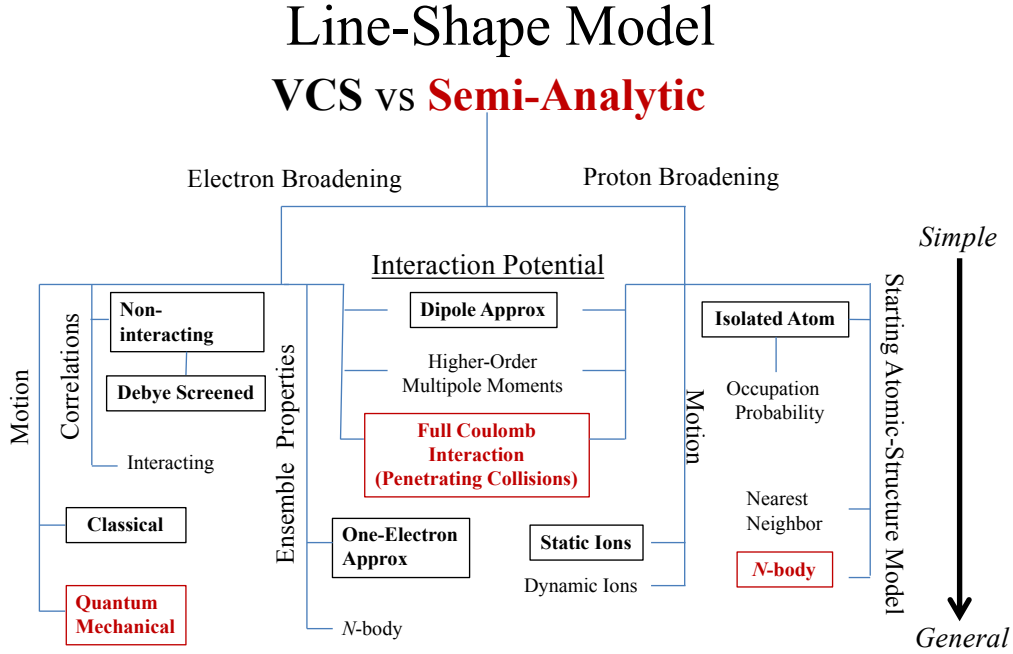 Line-Shape Model
VCS vs Semi-Analytic
Electron Broadening
Proton Broadening
Simple
Interaction Potential
Motion
Correlations
Non-
interacting
Debye Screened
Interacting
Classical
Quantum
Mechanical
Ensemble Properties
One-Electron
Approx
N-body
Dipole Approx
Higher-Order
Multipole Moments
Full Coulomb
Interaction
(Penetrating Collisions)
Motion
Static Ions
Dynamic Ions
Starting Atomic-Structure Model
Isolated Atom
Occupation
Probability
Nearest
Neighbor
N-body
General